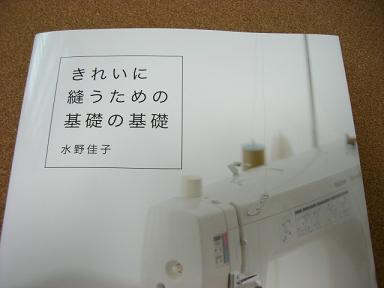 きれいに
縫うための
基礎の基礎
水野佳子